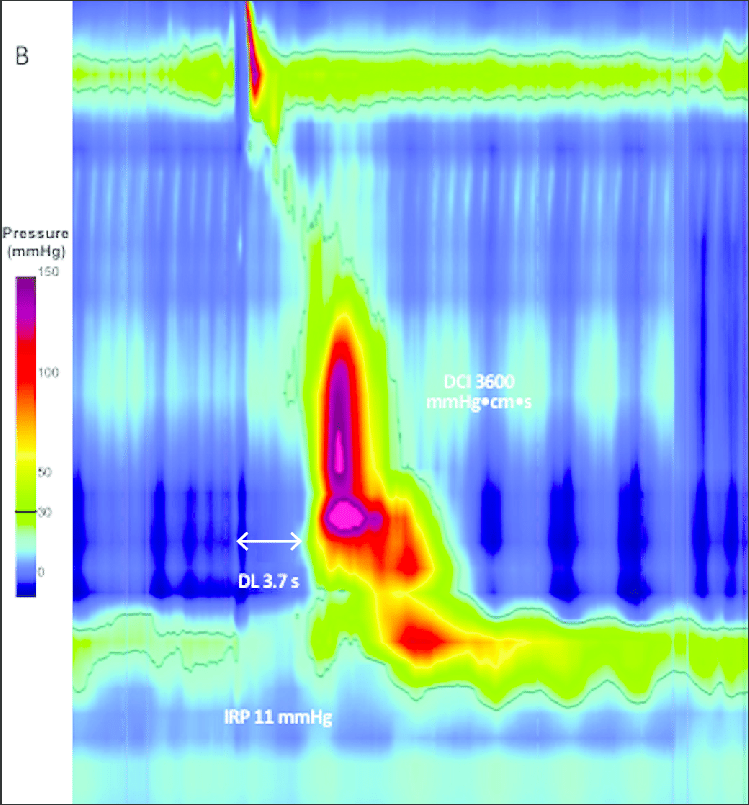 B
Pressure
(mmHg)
150
100
50
30
0
DCI 3600
mmHg•cm•s
DL 3.7 s
IRP 11 mmHg